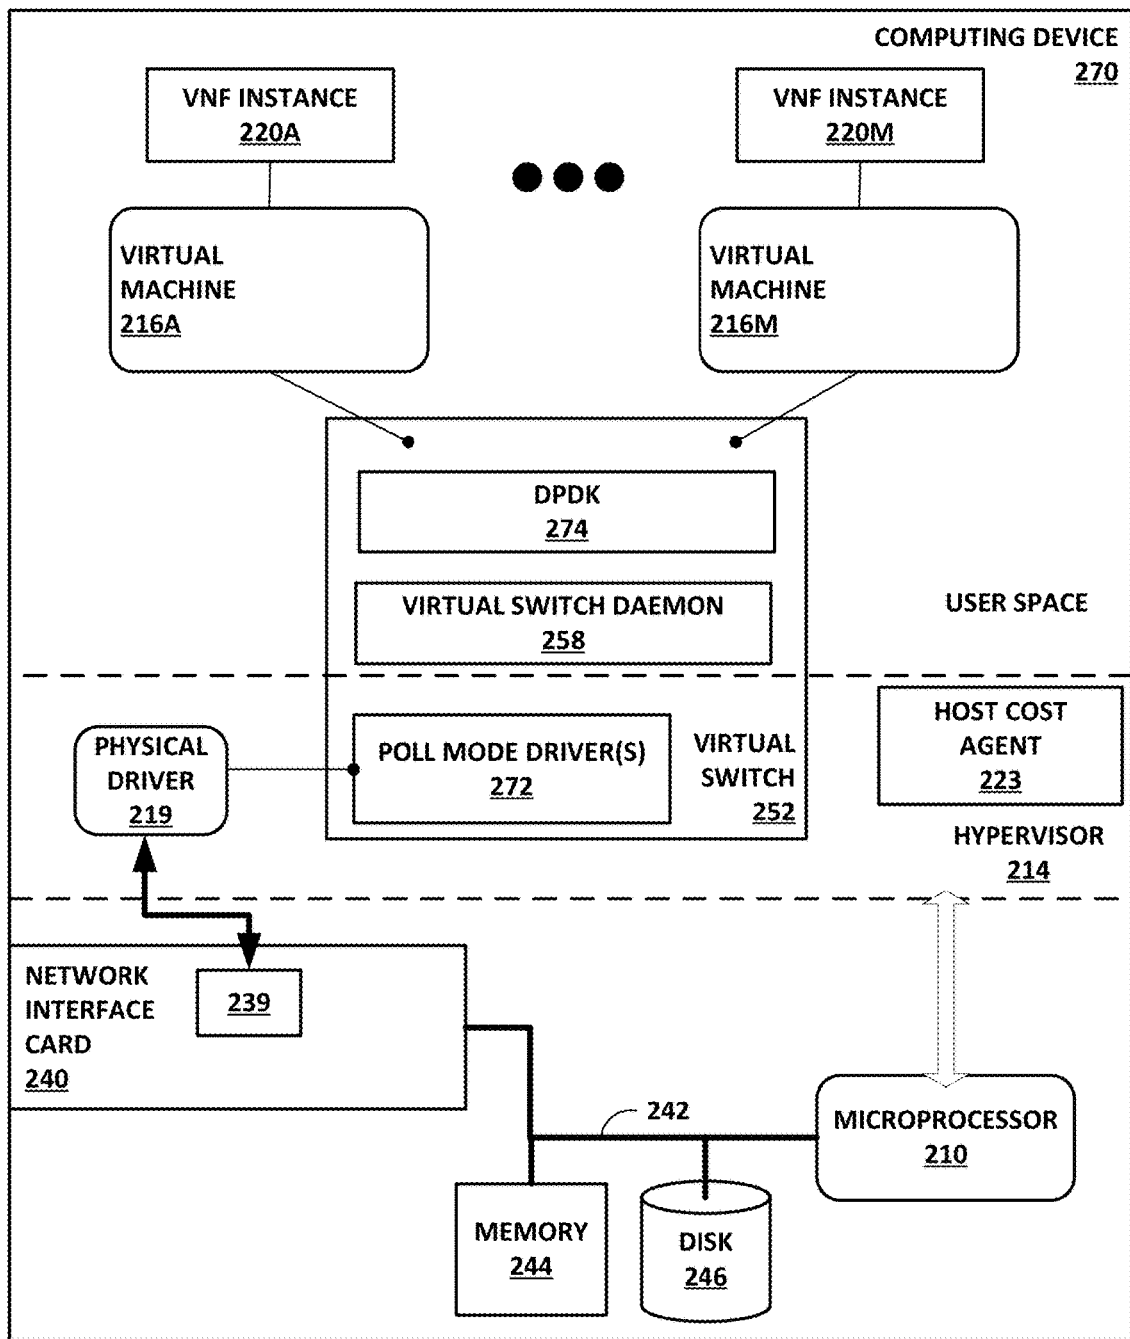 COMPUTING DEVICE
270
VNF INSTANCE
220A
VNF INSTANCE
220M
VIRTUAL
MACHINE
216A
VIRTUAL
MACHINE
216M
DPDK
274
VIRTUAL SWITCH DAEMON
258
USER SPACE
PHYSICAL
DRIVER
219
POLL MODE DRIVER(S)
272
VIRTUAL
SWITCH
252
HOST COST
AGENT
223
HYPERVISOR
214
NETWORK
INTERFACE
CARD
240
239
242
MICROPROCESSOR
210
MEMORY
244
DISK
246